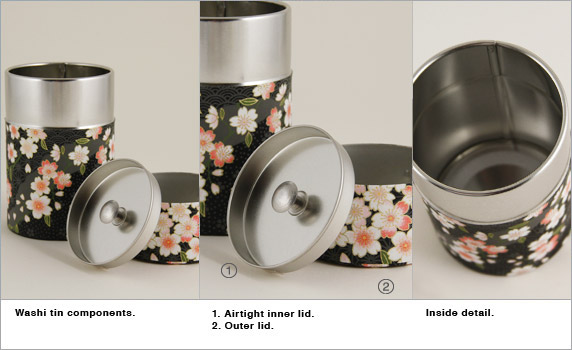 1
2
Washi tin components.
1. Airtight inner lid.
2. Outer lid.
Inside detail.